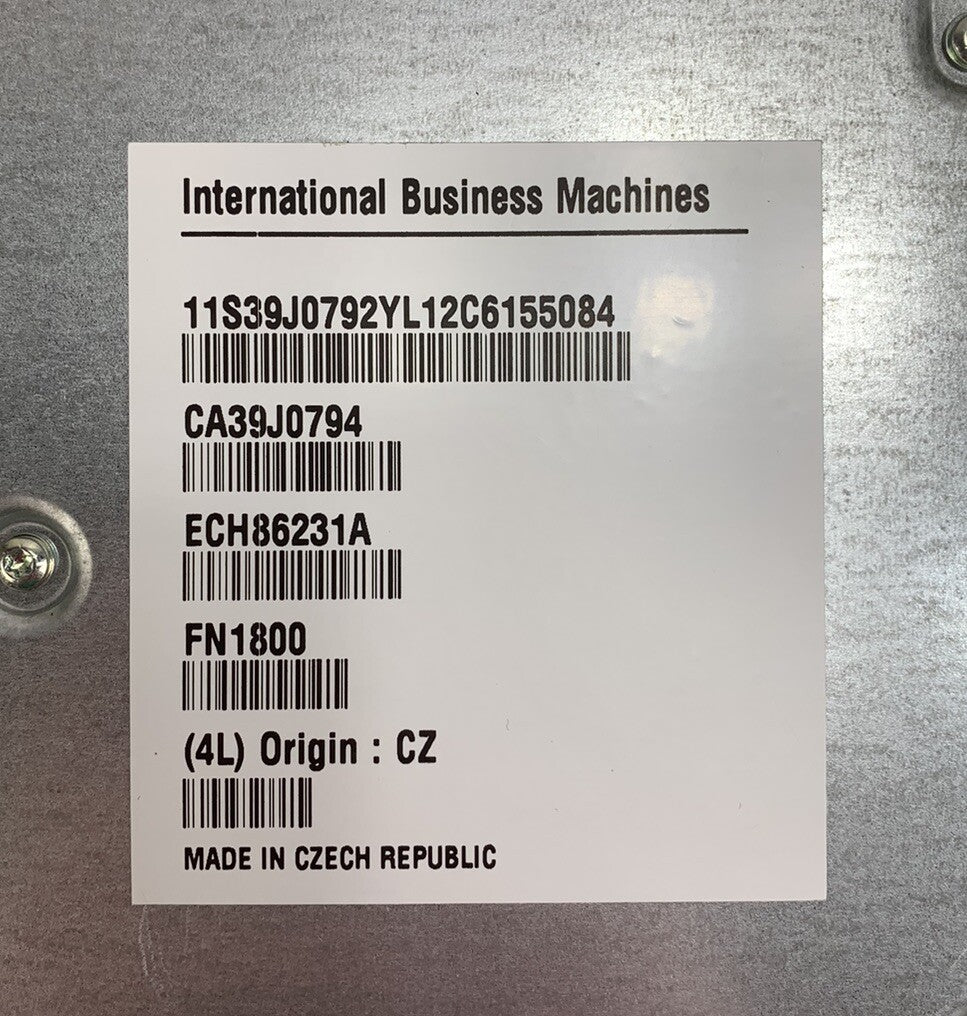 International Business Machines
11S39J0792YL12C6155084
CA39J0794
ECH86231A
FN1800
(4L) Origin : CZ
MADE IN CZECH REPUBLIC